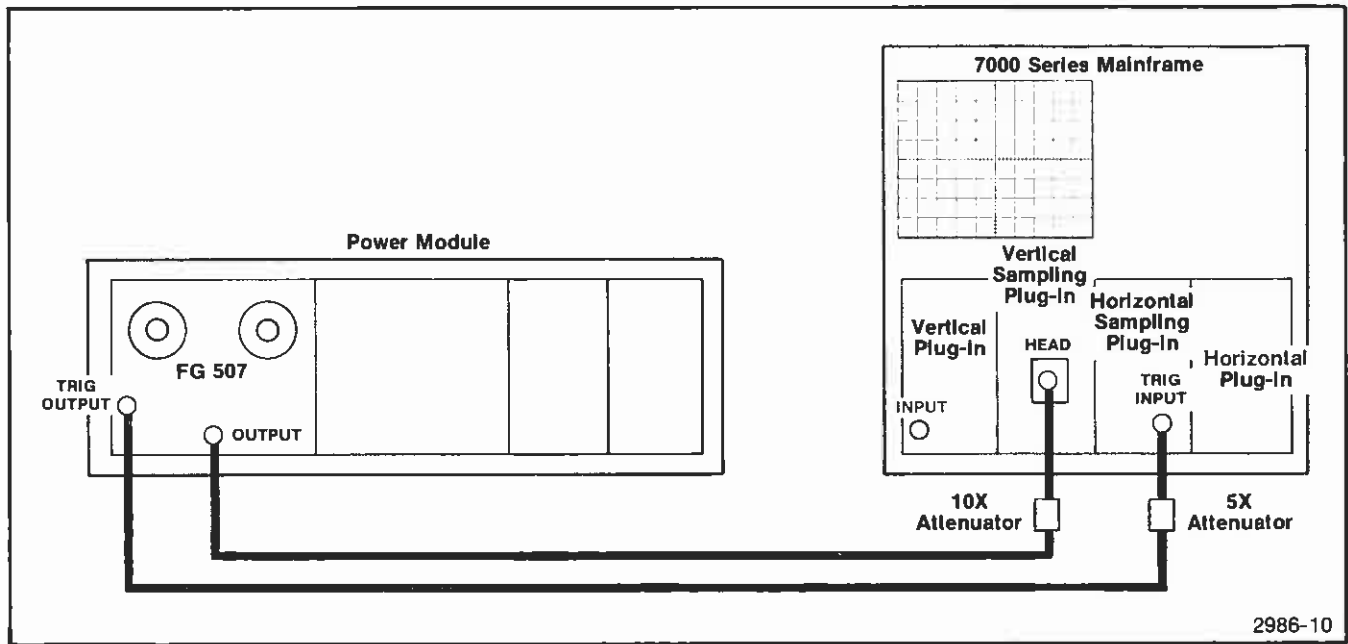 7000 Series Mainframe
Power Module
Vertical
Sampling
Plug-In
Vertical
Plug-In
Horizontal
Sampling
Plug-In
Horizontal
Plug-In
HEAD
FG 507
TRIG
OUTPUT
OUTPUT
INPUT
TRIG
INPUT
10X
Attenuator
5X
Attenuator
2986-10